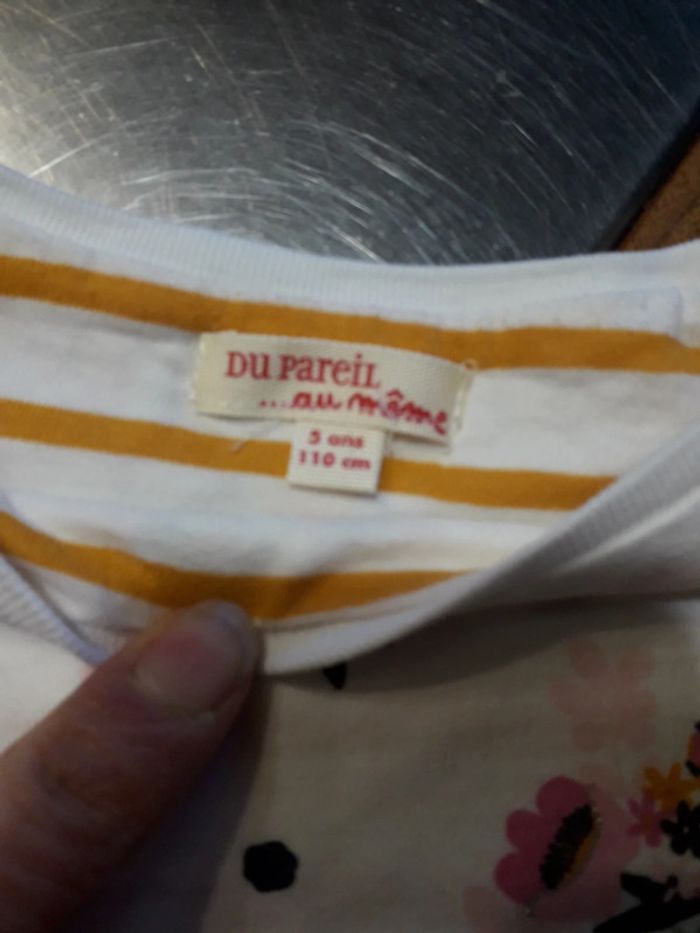 DU PAREIL
...au même
5 ans
110 cm